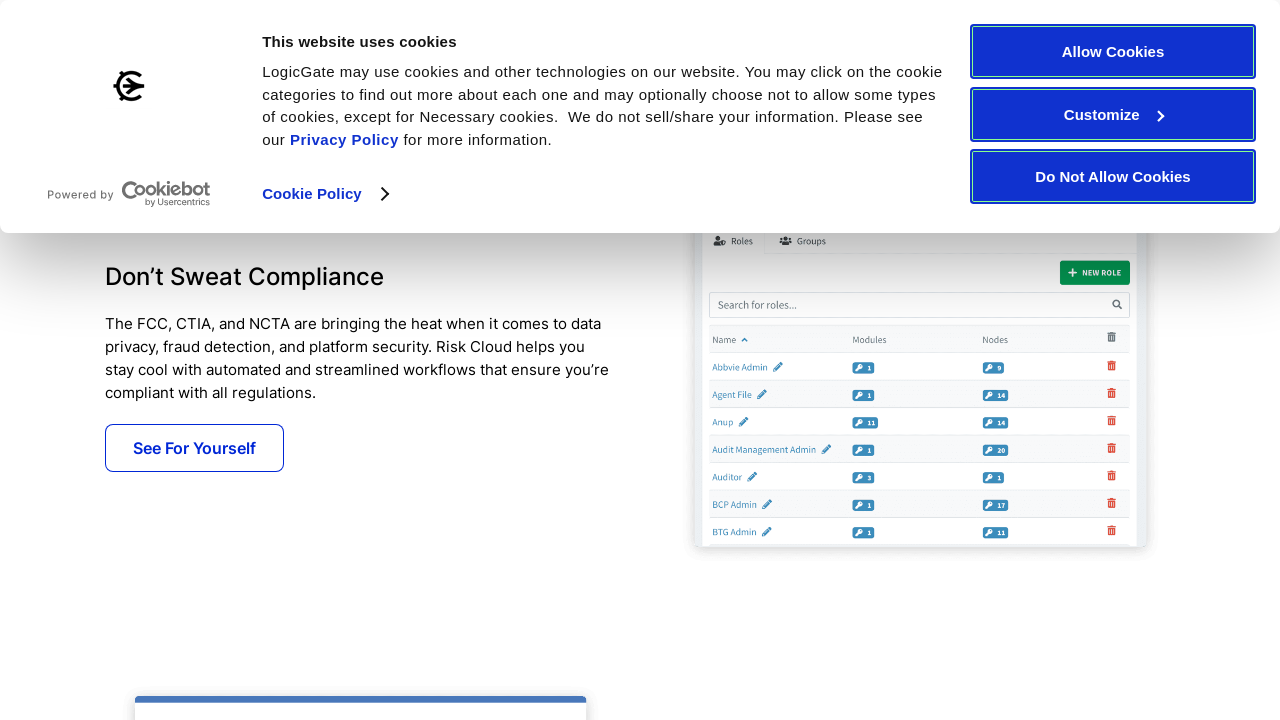 This website uses cookies
LogicGate may use cookies and other technologies on our website. You may click on the cookie
categories to find out more about each one and may optionally choose not to allow some types
of cookies, except for Necessary cookies.  We do not sell/share your information. Please see
our Privacy Policy for more information.
Cookie Policy
Powered by Cookiebot
by Usercentrics
Allow Cookies
Customize
Do Not Allow Cookies
Don’t Sweat Compliance
The FCC, CTIA, and NCTA are bringing the heat when it comes to data
privacy, fraud detection, and platform security. Risk Cloud helps you
stay cool with automated and streamlined workflows that ensure you’re
compliant with all regulations.
See For Yourself
Roles Groups
NEW ROLE
Search for roles...
Name Modules Nodes
Abbvie Admin 1 9
Agent File 1 14
Anup 11 14
Audit Management Admin 1 20
Auditor 3 1
BCP Admin 1 17
BTG Admin 1 11